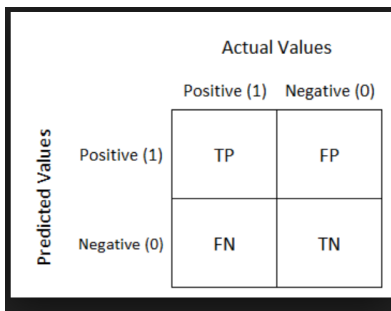 Actual Values
Positive (1) Negative (0)
Predicted Values
Positive (1) TP FP
Negative (0) FN TN